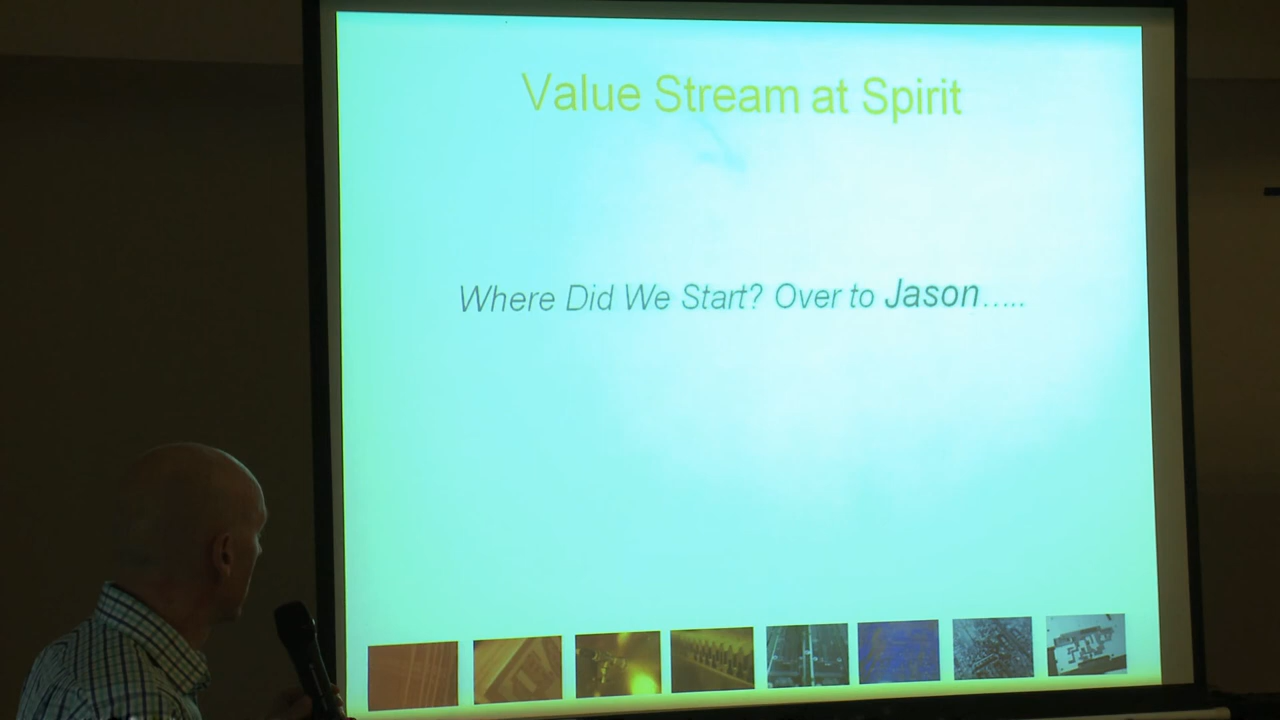 Value Stream at Spirit
Where Did We Start? Over to Jason.....